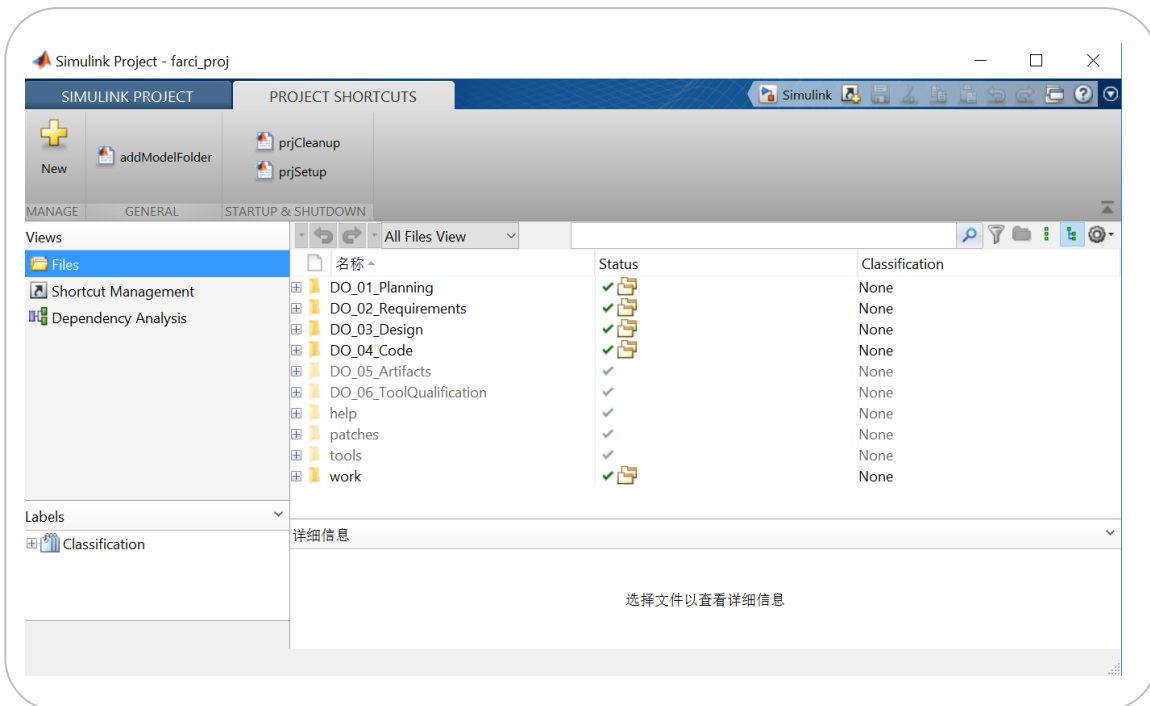 Simulink Project - farci_proj
SIMULINK PROJECT PROJECT SHORTCUTS Simulink
New addModelFolder prjCleanup
prjSetup
MANAGE GENERAL STARTUP & SHUTDOWN
Views All Files View
Files 名称 Status Classification
Shortcut Management DO_01_Planning None
Dependency Analysis DO_02_Requirements None
DO_03_Design None
DO_04_Code None
DO_05_Artifacts None
DO_06_ToolQualification None
help None
patches None
tools None
work None
Labels
Classification
详细信息
选择文件以查看详细信息